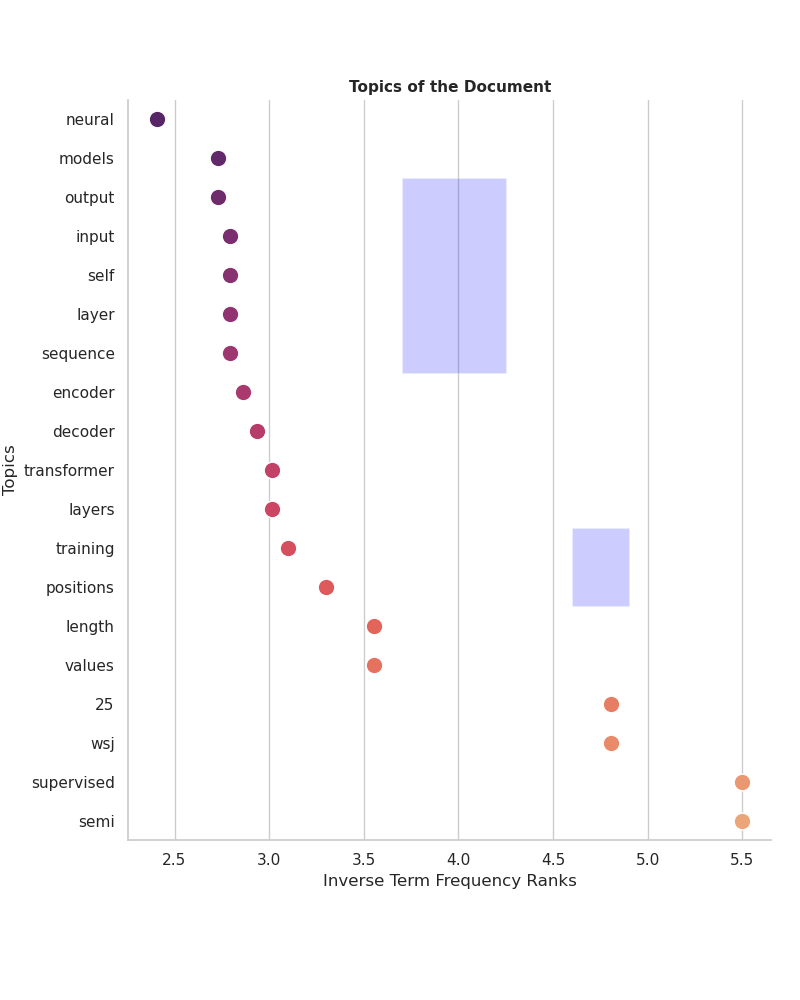 Topics of the Document
neural
models
output
input
self
layer
sequence
encoder
decoder
transformer
layers
training
positions
length
values
25
wsj
supervised
semi
Topics
2.5 3.0 3.5 4.0 4.5 5.0 5.5
Inverse Term Frequency Ranks